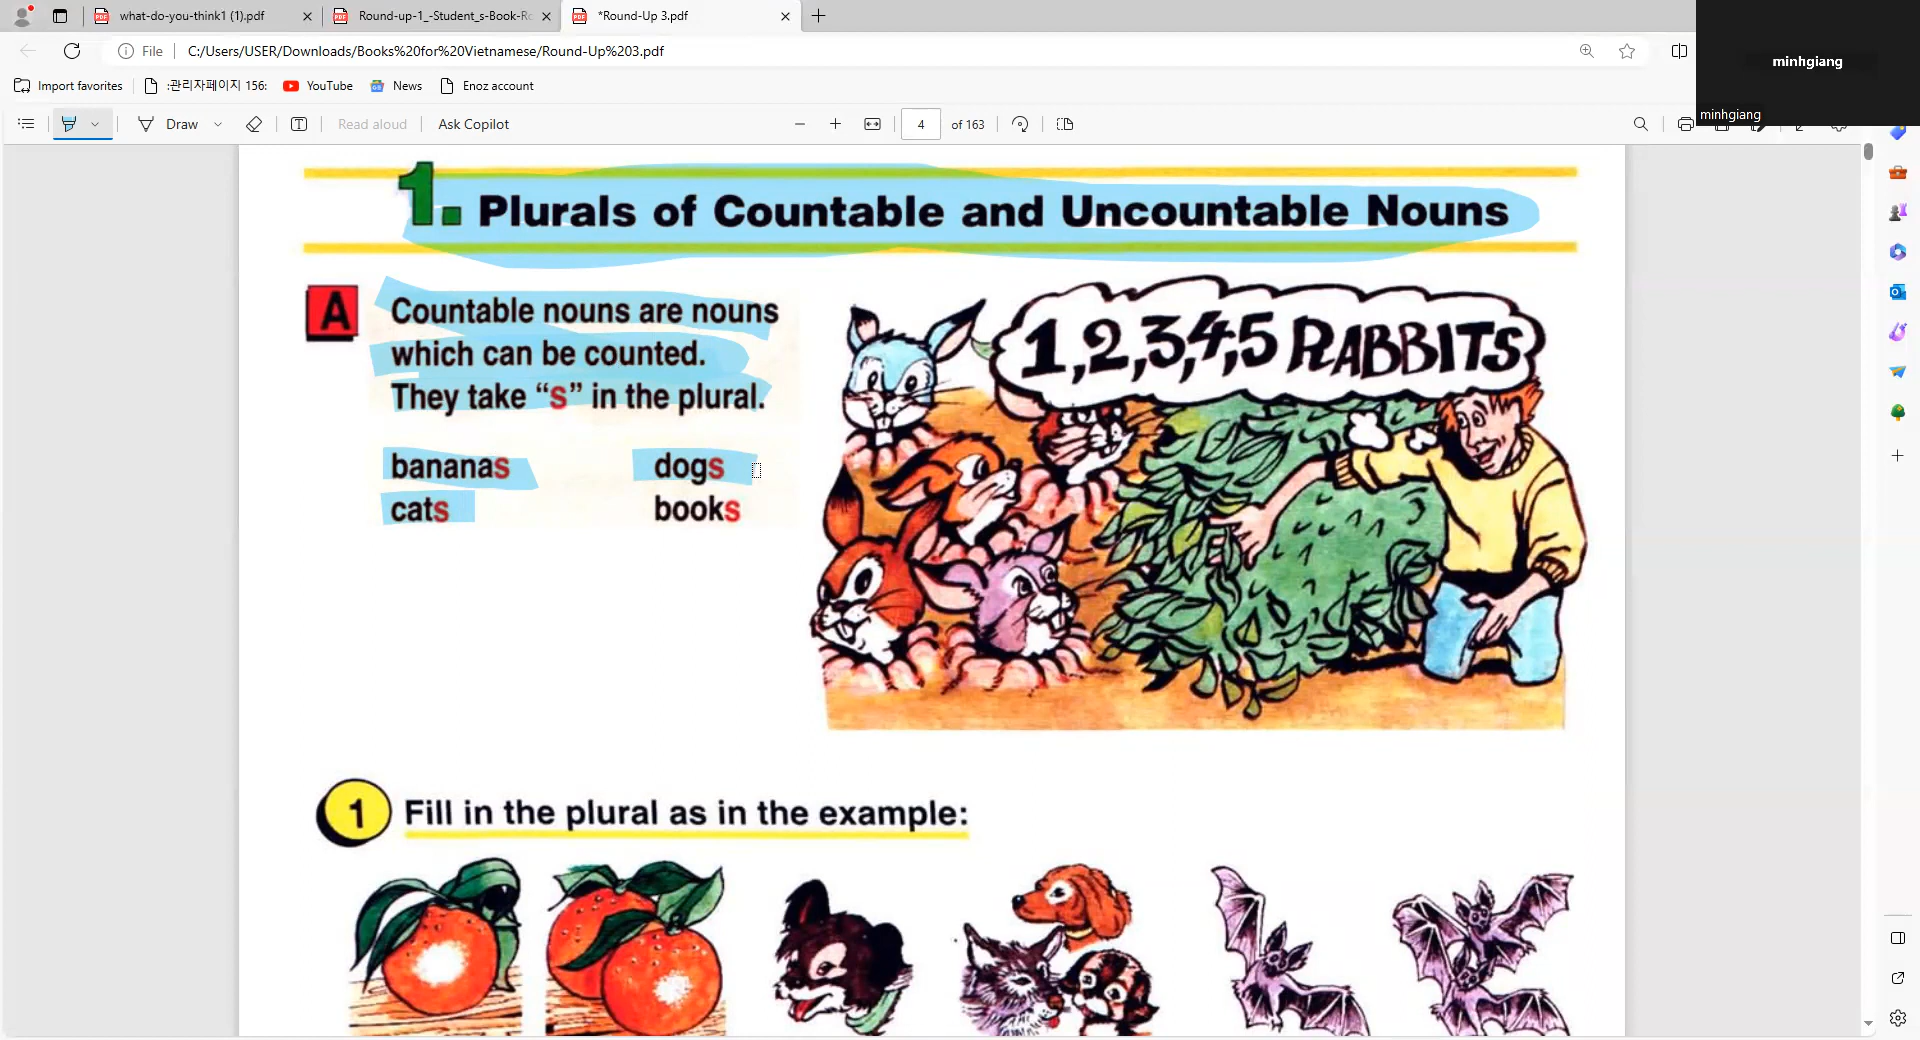 what-do-you-think1 (1).pdf
Round-up-1_-Student_s-Book-Ro
*Round-Up 3.pdf
File
C:/Users/USER/Downloads/Books%20for%20Vietnamese/Round-Up%203.pdf
minhgiang
minhgiang
Import favorites
:관리자페이지 156:
YouTube
News
Enoz account
Draw
Read aloud
Ask Copilot
4
of 163
1. Plurals of Countable and Uncountable Nouns
A
Countable nouns are nouns
which can be counted.
They take “s” in the plural.
bananas dogs
cats books
1,2,3,4,5 RABBITS
1 Fill in the plural as in the example: